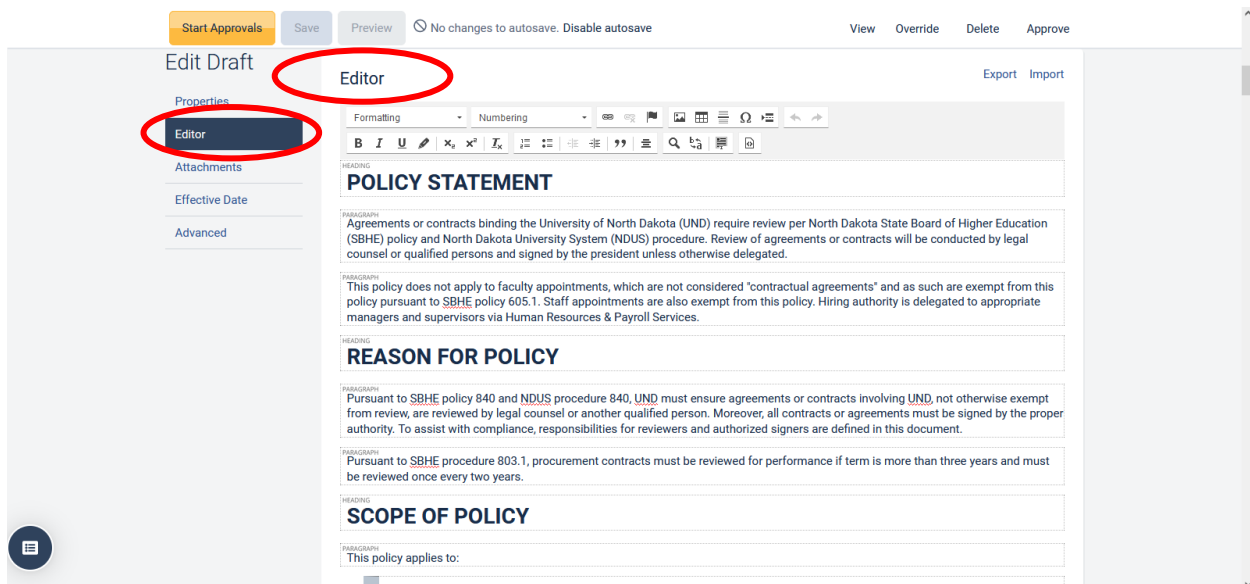 Start Approvals Save Preview No changes to autosave. Disable autosave View Override Delete Approve
Edit Draft
Properties
Editor
Attachments
Effective Date
Advanced
Editor
Export Import
Formatting Numbering
B I U x₂ x² Tx
HEADING
POLICY STATEMENT
PARAGRAPH
Agreements or contracts binding the University of North Dakota (UND) require review per North Dakota State Board of Higher Education
(SBHE) policy and North Dakota University System (NDUS) procedure. Review of agreements or contracts will be conducted by legal
counsel or qualified persons and signed by the president unless otherwise delegated.
PARAGRAPH
This policy does not apply to faculty appointments, which are not considered "contractual agreements" and as such are exempt from this
policy pursuant to SBHE policy 605.1. Staff appointments are also exempt from this policy. Hiring authority is delegated to appropriate
managers and supervisors via Human Resources & Payroll Services.
HEADING
REASON FOR POLICY
PARAGRAPH
Pursuant to SBHE policy 840 and NDUS procedure 840, UND must ensure agreements or contracts involving UND, not otherwise exempt
from review, are reviewed by legal counsel or another qualified person. Moreover, all contracts or agreements must be signed by the proper
authority. To assist with compliance, responsibilities for reviewers and authorized signers are defined in this document.
PARAGRAPH
Pursuant to SBHE procedure 803.1, procurement contracts must be reviewed for performance if term is more than three years and must
be reviewed once every two years.
HEADING
SCOPE OF POLICY
PARAGRAPH
This policy applies to: